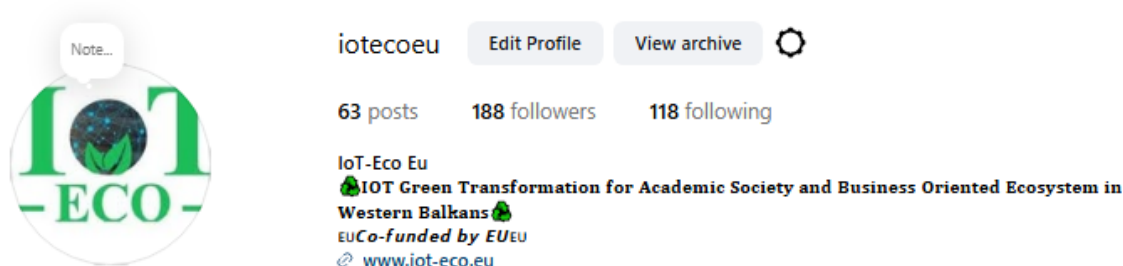 Note...
IOT
-ECO-
iotecoeu Edit Profile View archive
63 posts 188 followers 118 following
IoT-Eco Eu
♻IOT Green Transformation for Academic Society and Business Oriented Ecosystem in
Western Balkans♻
EUCo-funded by EUEU
www.iot-eco.eu